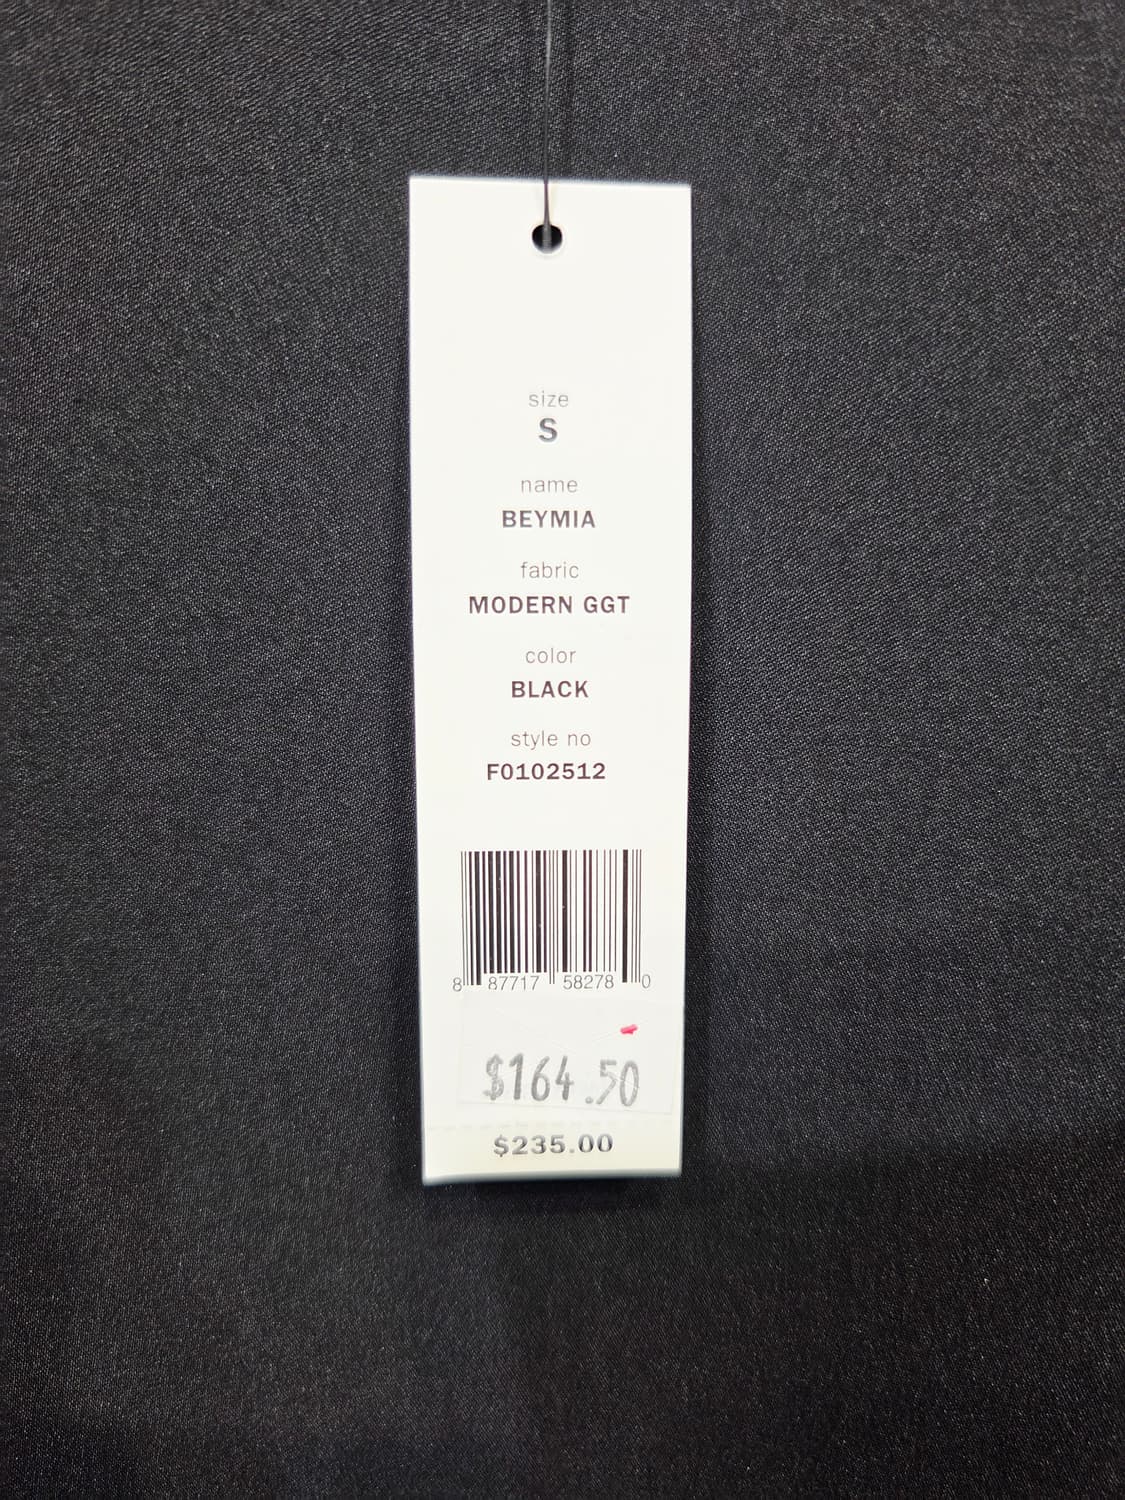 size
S
name
BEYMIA
fabric
MODERN GGT
color
BLACK
style no
F0102512
8 87717 58278 0
$164.50
$235.00